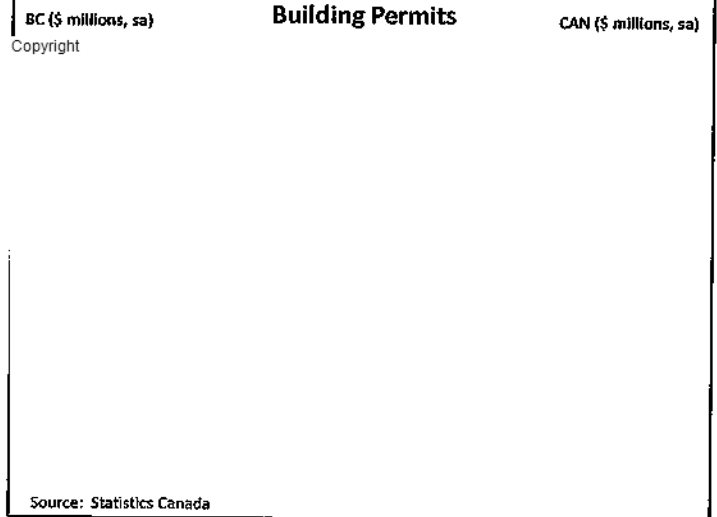 Building Permits
BC ($ millions, sa)
CAN ($ millions, sa)
Copyright
Source: Statistics Canada